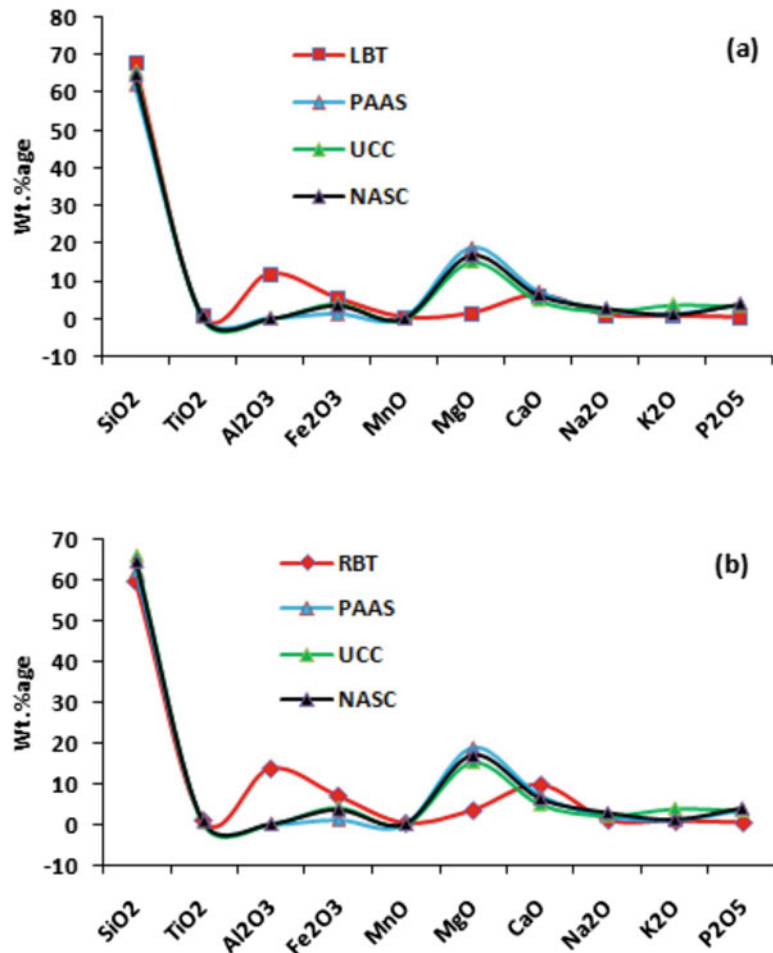 80
70
60
50
40
30
20
10
0
-10
Wt.%age
(a)
LBT
PAAS
UCC
NASC
SiO2
TiO2
Al2O3
Fe2O3
MnO
MgO
CaO
Na2O
K2O
P2O5
70
60
50
40
30
20
10
0
-10
Wt.%age
(b)
RBT
PAAS
UCC
NASC
SiO2
TiO2
Al2O3
Fe2O3
MnO
MgO
CaO
Na2O
K2O
P2O5